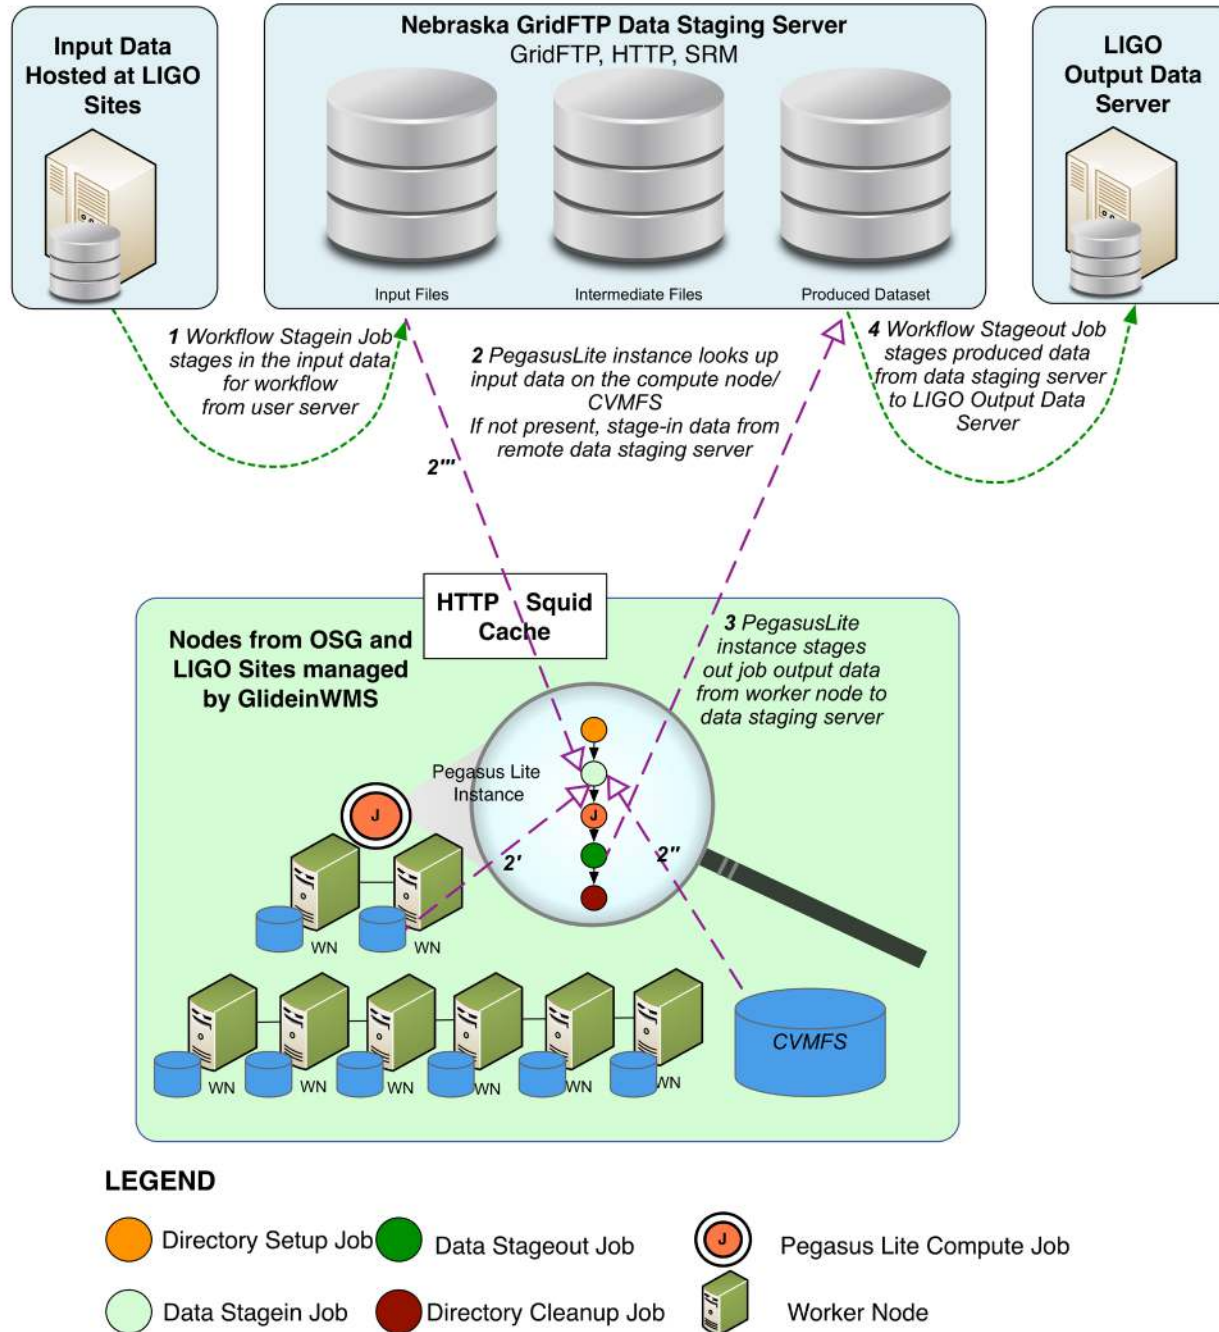 Input Data
Hosted at LIGO
Sites
Nebraska GridFTP Data Staging Server
GridFTP, HTTP, SRM
Input Files
Intermediate Files
Produced Dataset
LIGO
Output Data
Server
1 Workflow Stagein Job
stages in the input data
for workflow
from user server
2 PegasusLite instance looks up
input data on the compute node/
CVMFS
If not present, stage-in data from
remote data staging server
4 Workflow Stageout Job
stages produced data
from data staging server
to LIGO Output Data
Server
2'''
HTTP Squid
Cache
Nodes from OSG and
LIGO Sites managed
by GlideinWMS
3 PegasusLite
instance stages
out job output data
from worker node to
data staging server
Pegasus Lite
Instance
J
J
2'
2''
WN
WN
CVMFS
WN
WN
WN
WN
WN
WN
LEGEND
Directory Setup Job
Data Stageout Job
J
Pegasus Lite Compute Job
Data Stagein Job
Directory Cleanup Job
Worker Node